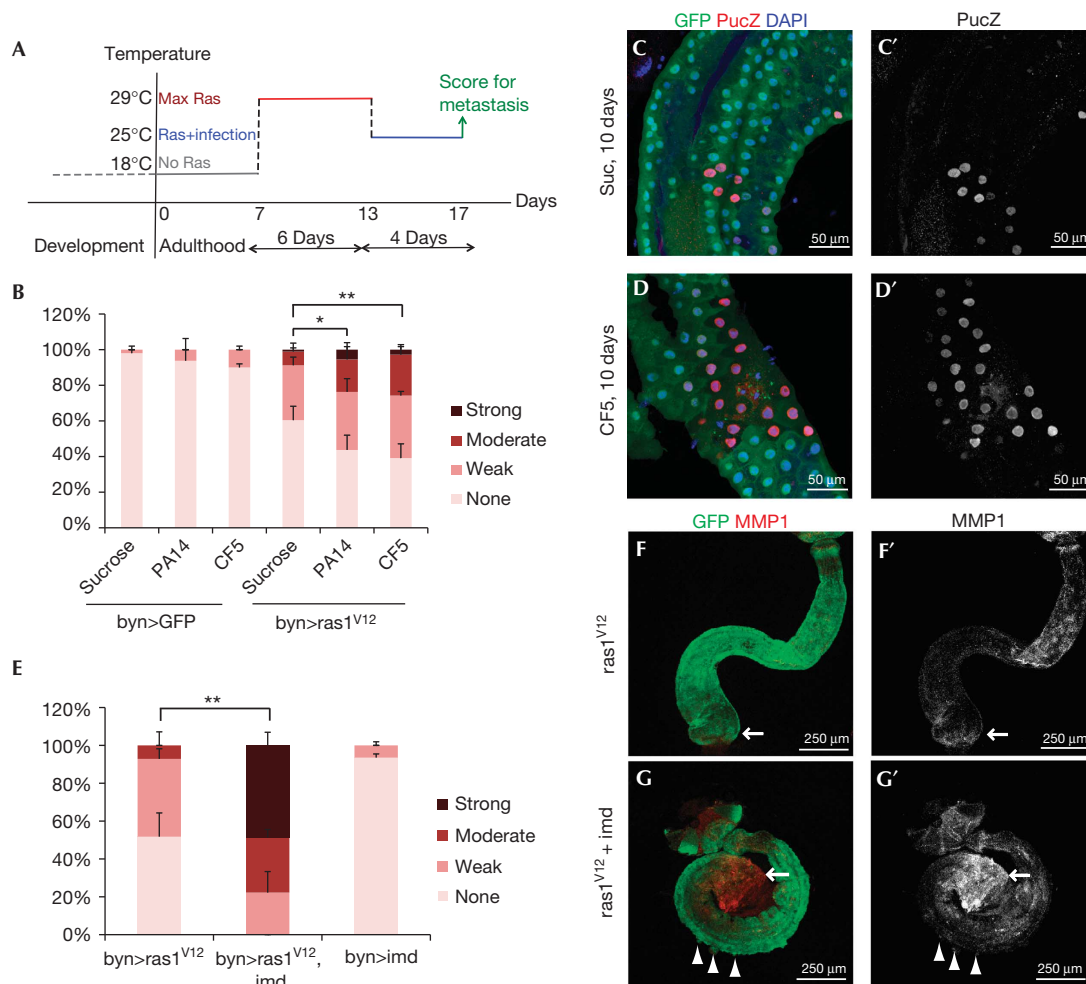 A
Temperature
29°C Max Ras
25°C Ras+infection
18°C No Ras
Score for
metastasis
0 7 13 17 Days
Development Adulthood 6 Days 4 Days
B
120%
100%
80%
60%
40%
20%
0%
* **
Strong
Moderate
Weak
None
Sucrose PA14 CF5 Sucrose PA14 CF5
byn>GFP byn>ras1V12
E
120%
100%
80%
60%
40%
20%
0%
**
Strong
Moderate
Weak
None
byn>ras1V12 byn>ras1V12, byn>imd
imd
GFP PucZ DAPI PucZ
Suc, 10 days
C C′
50 μm 50 μm
CF5, 10 days
D D′
50 μm 50 μm
GFP MMP1 MMP1
ras1V12
F F′
250 μm 250 μm
ras1V12 + imd
G G′
250 μm 250 μm